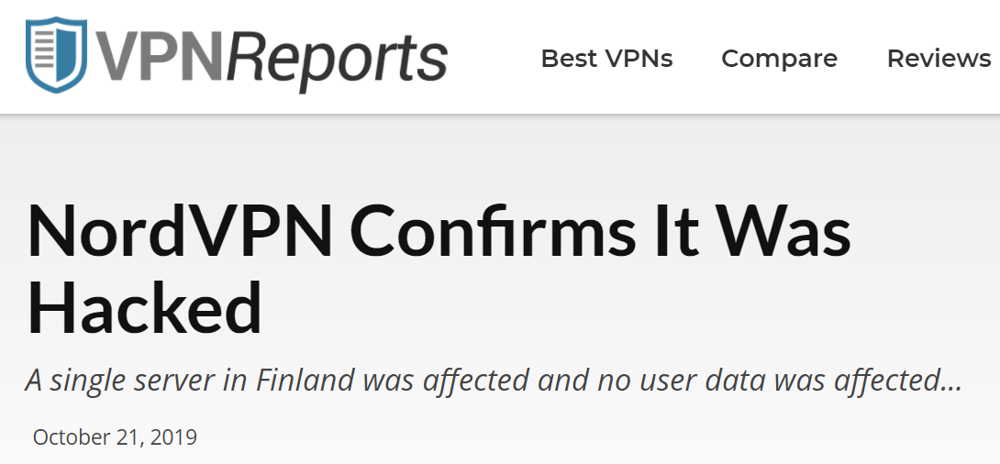 VPNReports
Best VPNs Compare Reviews
NordVPN Confirms It Was
Hacked
A single server in Finland was affected and no user data was affected...
October 21, 2019